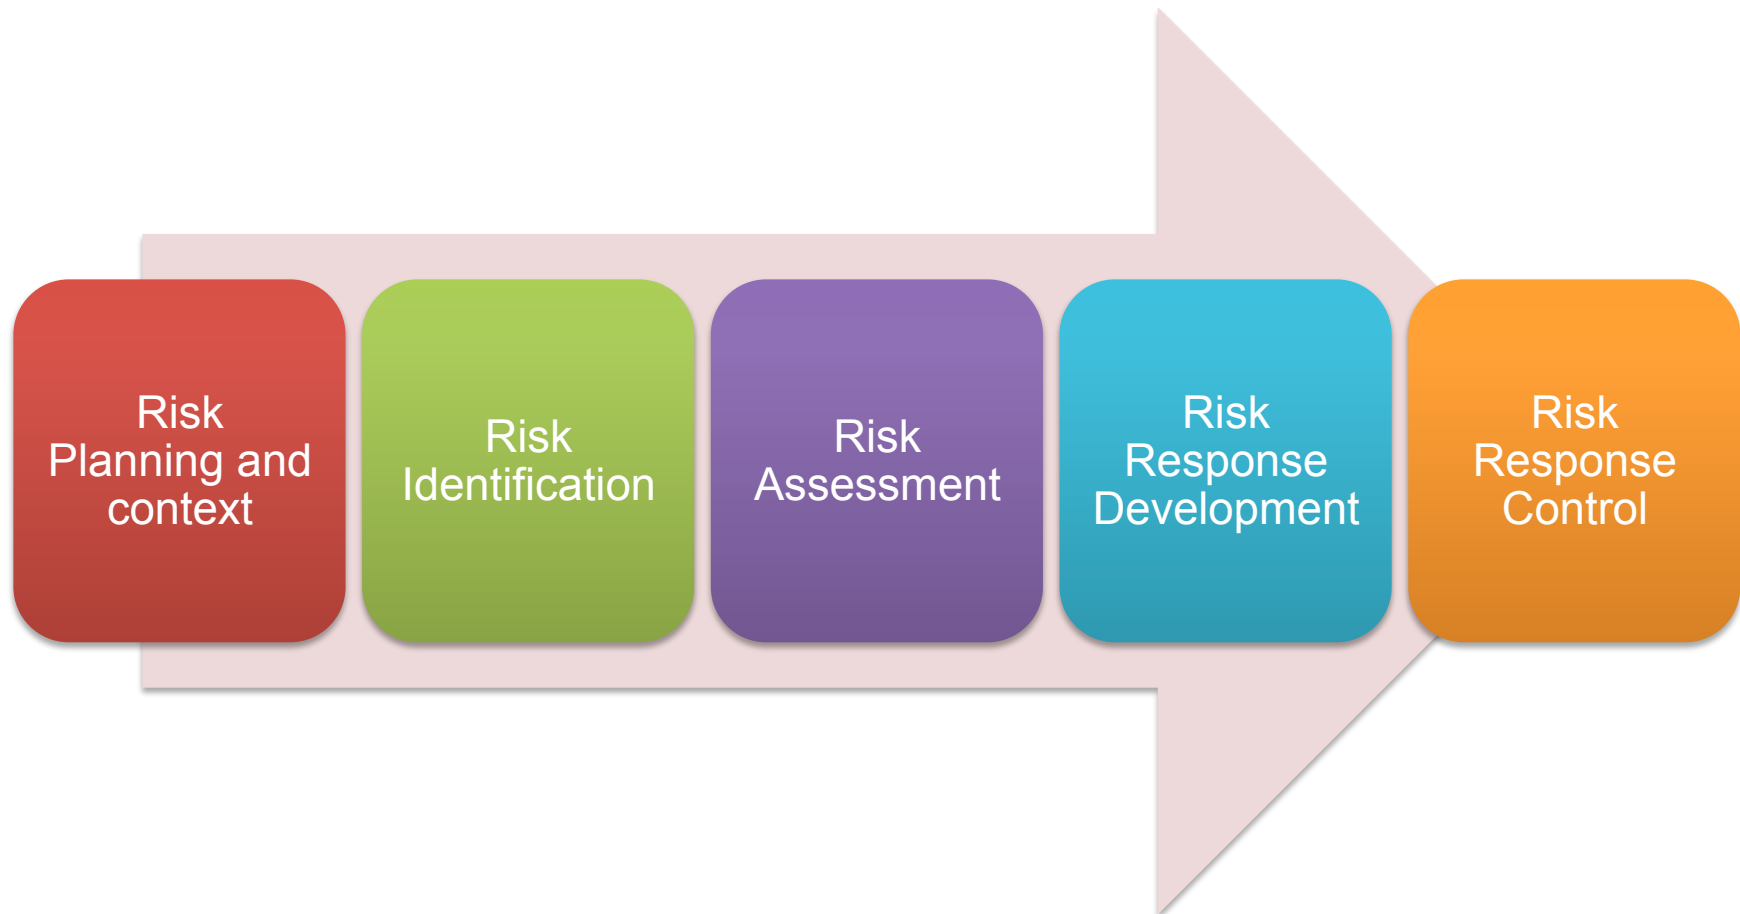 Risk
Planning and
context
Risk
Identification
Risk
Assessment
Risk
Response
Development
Risk
Response
Control